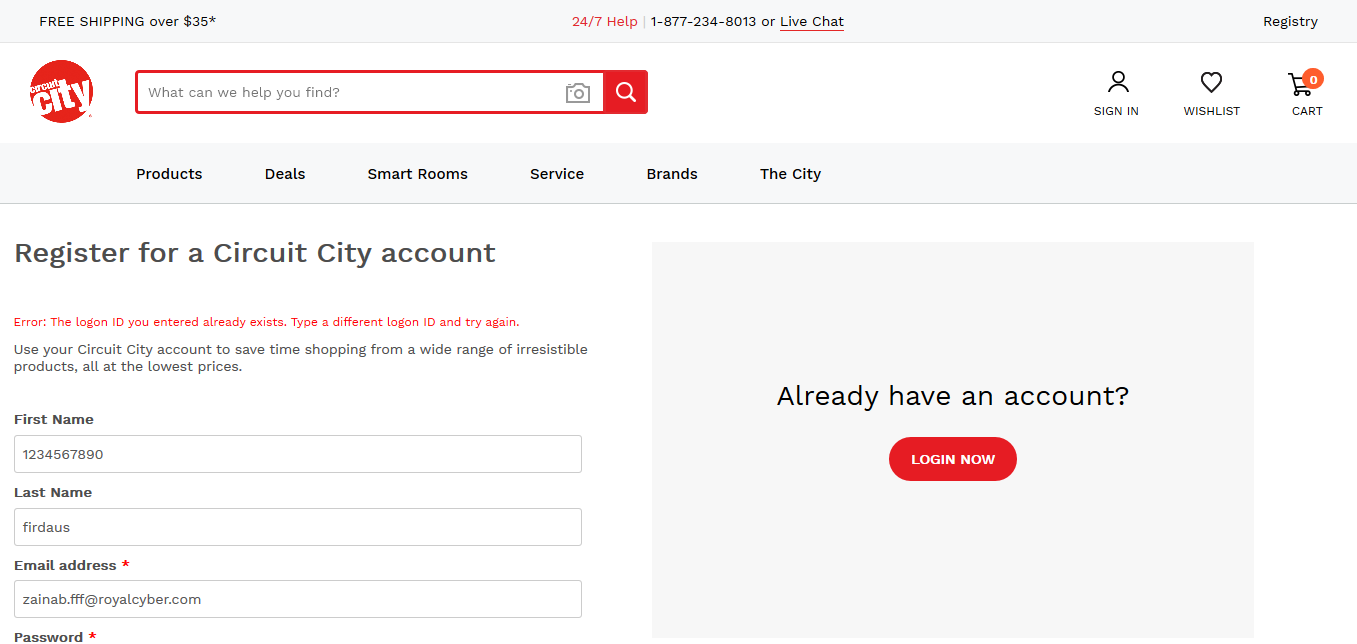 FREE SHIPPING over $35*
24/7 Help | 1-877-234-8013 or Live Chat
Registry
circuit
city
What can we help you find?
SIGN IN
WISHLIST
0
CART
Products
Deals
Smart Rooms
Service
Brands
The City
Register for a Circuit City account
Error: The logon ID you entered already exists. Type a different logon ID and try again.
Use your Circuit City account to save time shopping from a wide range of irresistible
products, all at the lowest prices.
First Name
1234567890
Last Name
firdaus
Email address *
zainab.fff@royalcyber.com
Password *
Already have an account?
LOGIN NOW